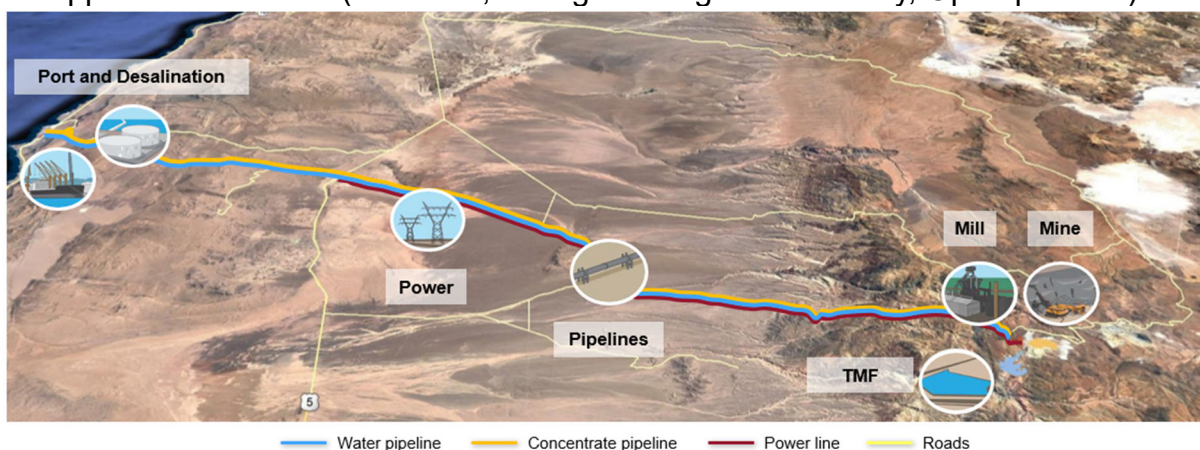 Port and Desalination
Mill
Mine
Power
Pipelines
TMF
5
Water pipeline
Concentrate pipeline
Power line
Roads